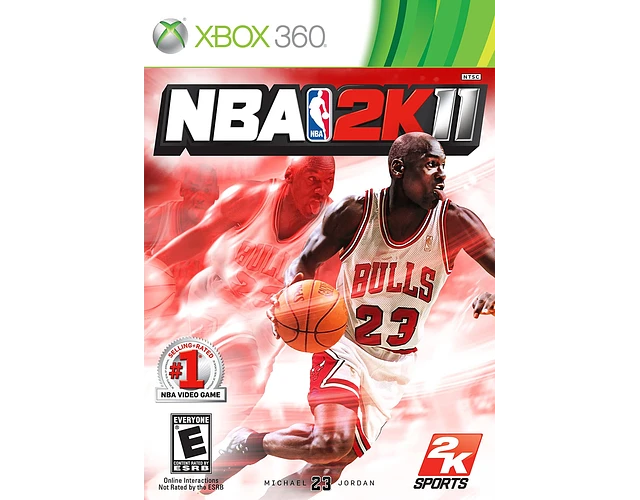 XBOX 360
NTSC
NBA 2K11
NBA
BULLS
23
SELLING • RATED
#1
NBA VIDEO GAME
EVERYONE
E
CONTENT RATED BY
ESRB
Online Interactions
Not Rated by the ESRB
MICHAEL 23 JORDAN
2K
SPORTS